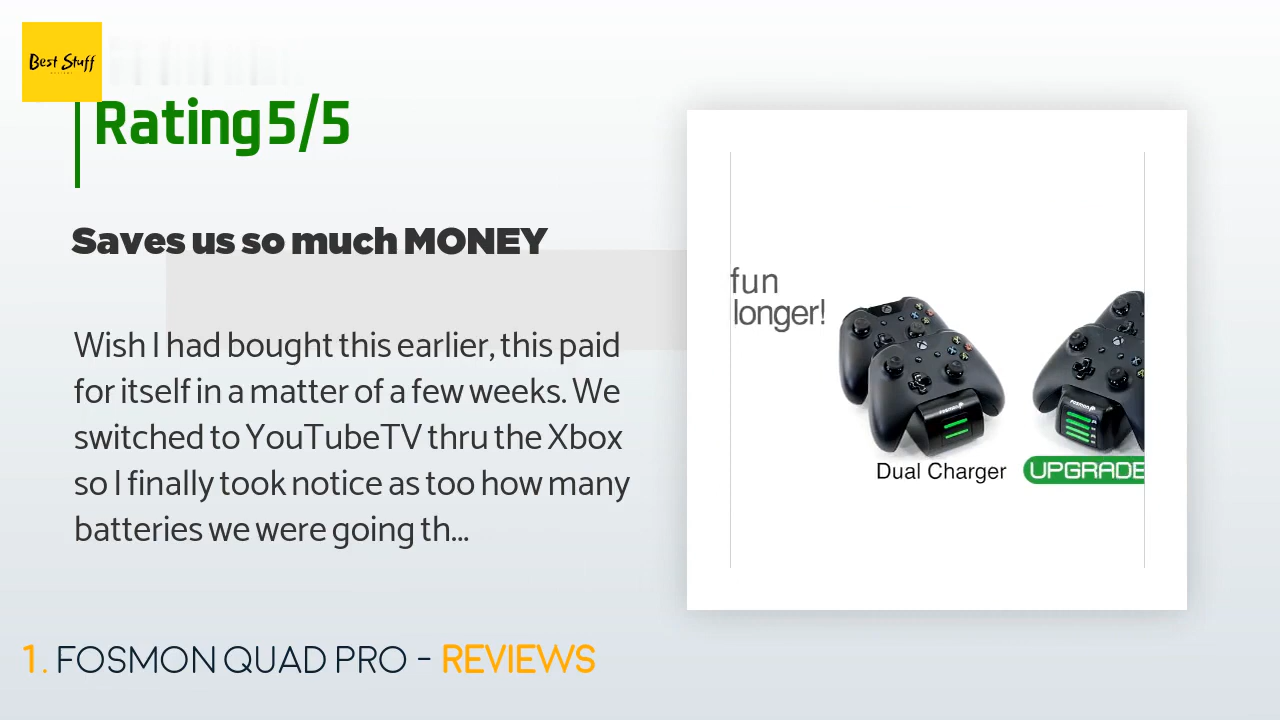 Best Stuff
Rating 5/5
Saves us so much MONEY
Wish I had bought this earlier, this paid
for itself in a matter of a few weeks. We
switched to YouTubeTV thru the Xbox
so I finally took notice as too how many
batteries we were going th...
fun
longer!
FOSMON
Dual Charger
FOSMON
UPGRADE
1. FOSMON QUAD PRO - REVIEWS